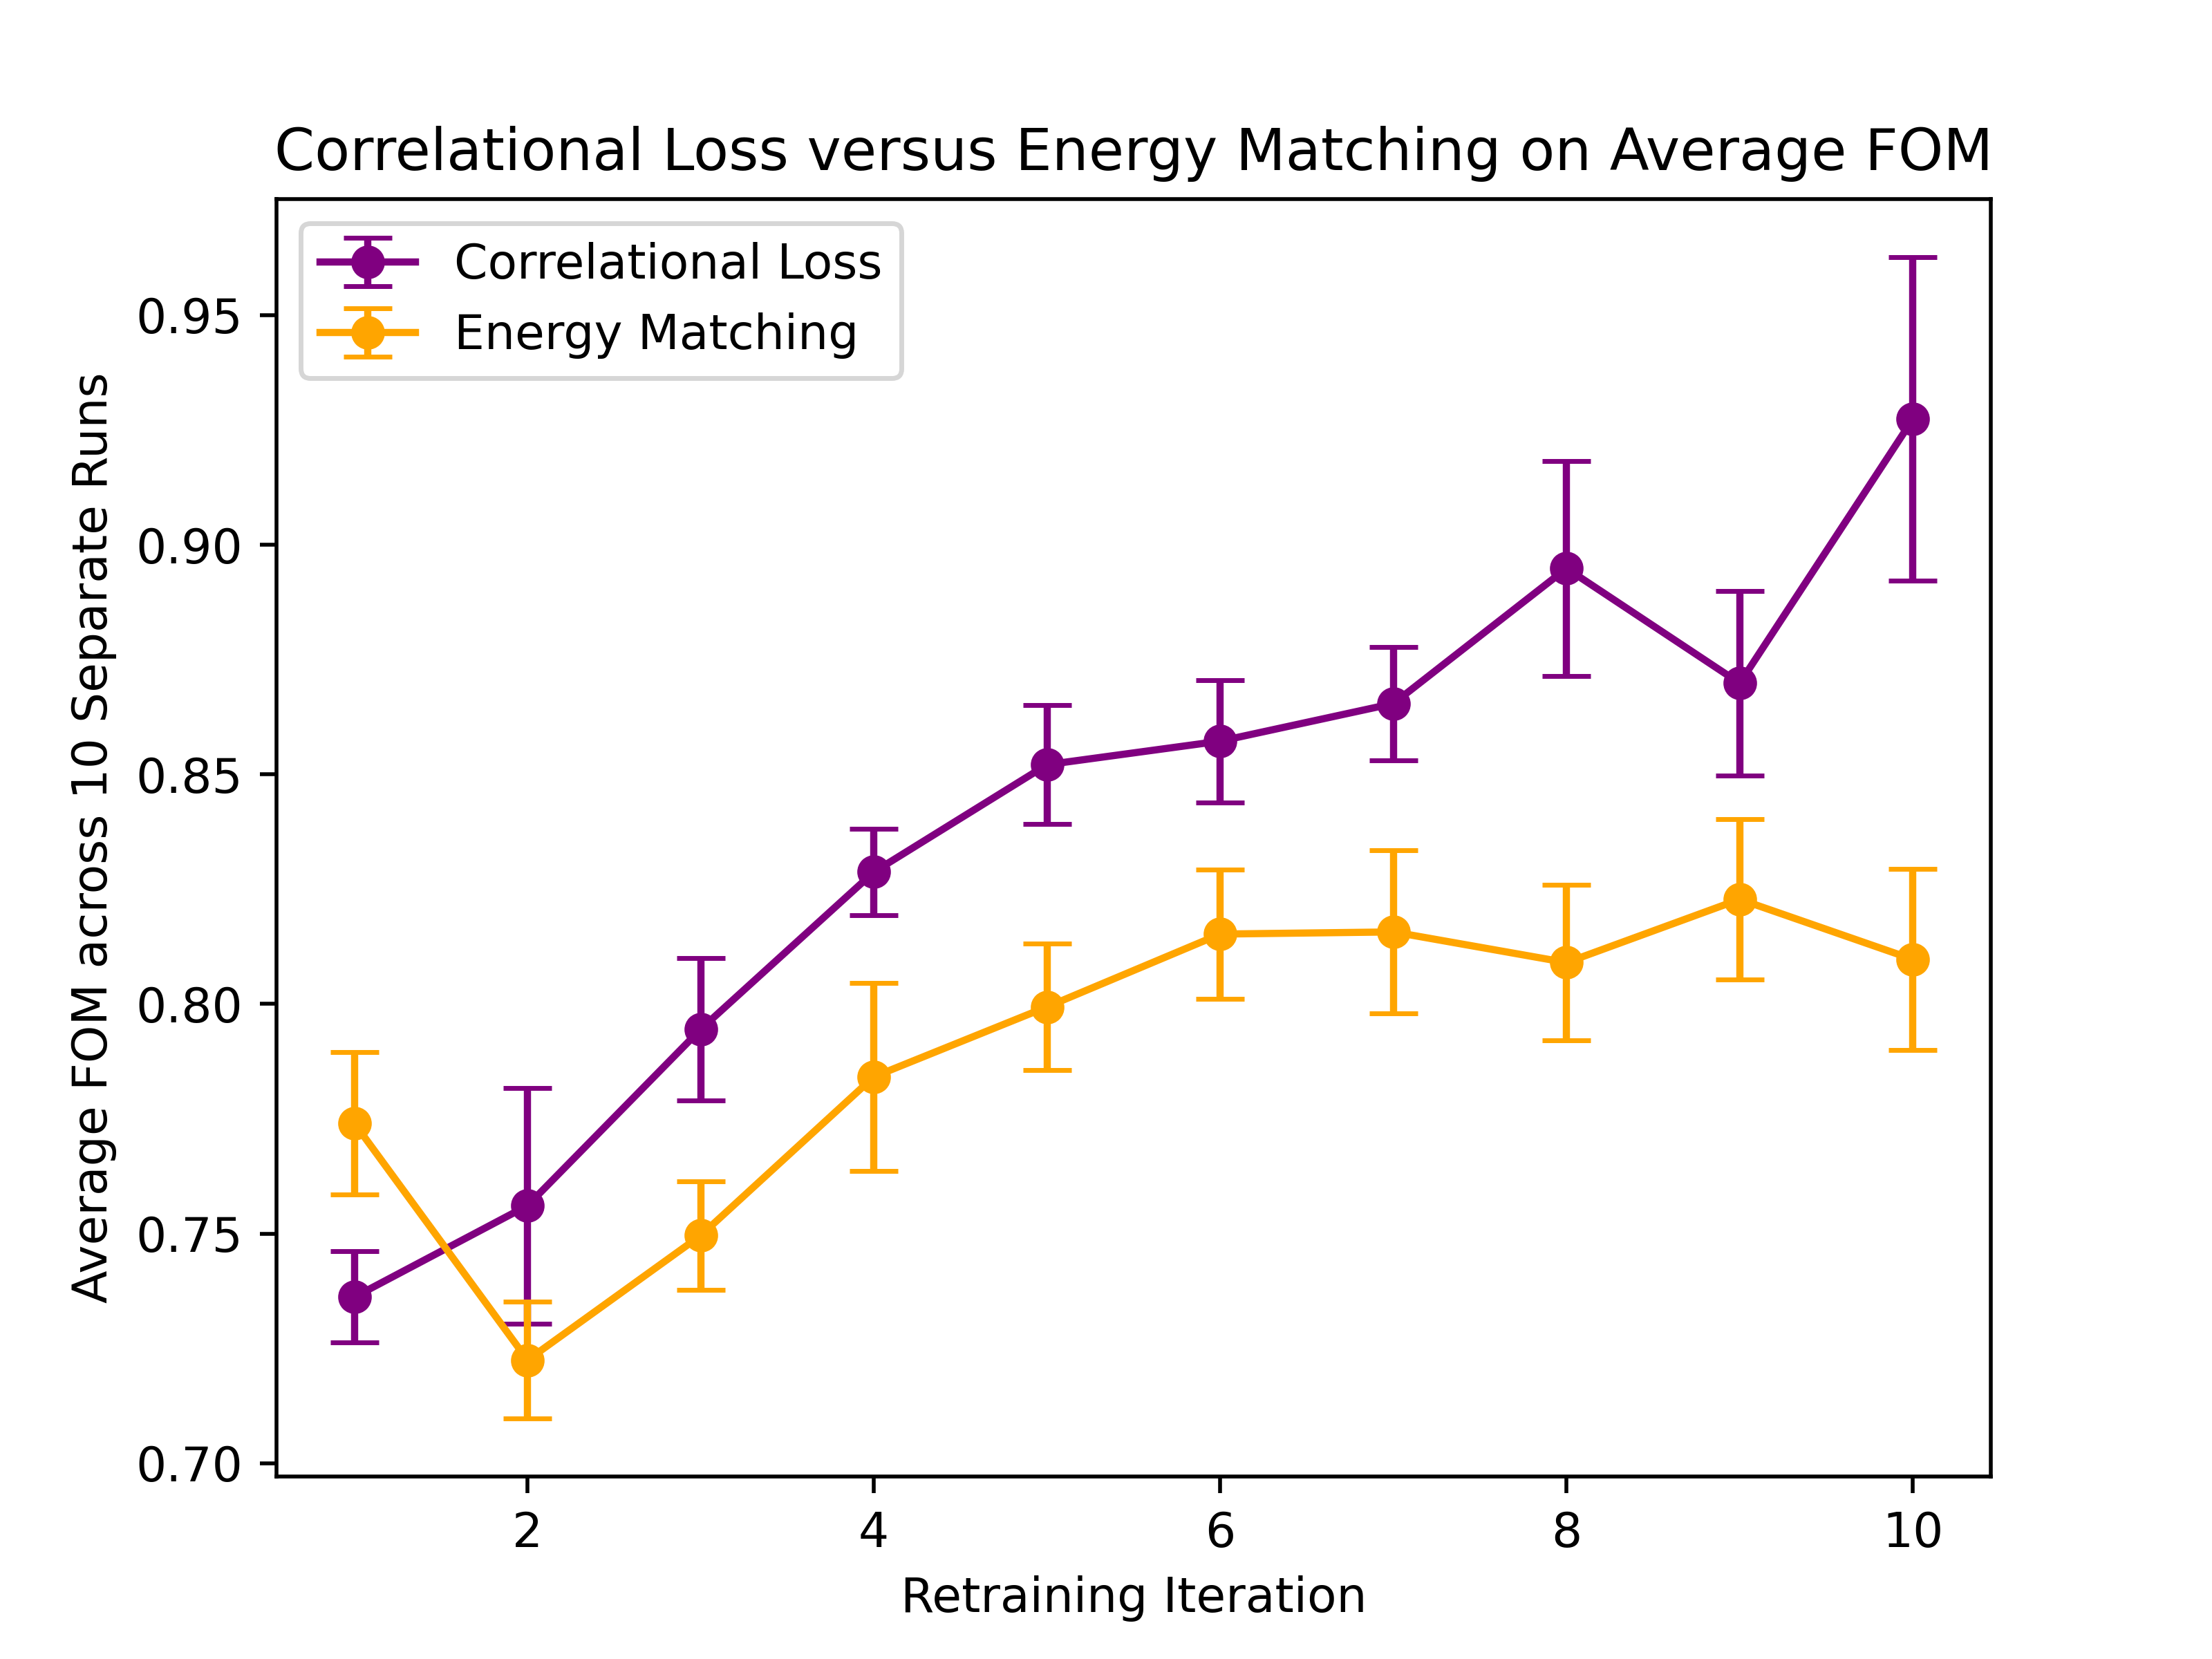 Correlational Loss versus Energy Matching on Average FOM
Correlational Loss
Energy Matching
0.95
0.90
0.85
0.80
0.75
0.70
Average FOM across 10 Separate Runs
2 4 6 8 10
Retraining Iteration